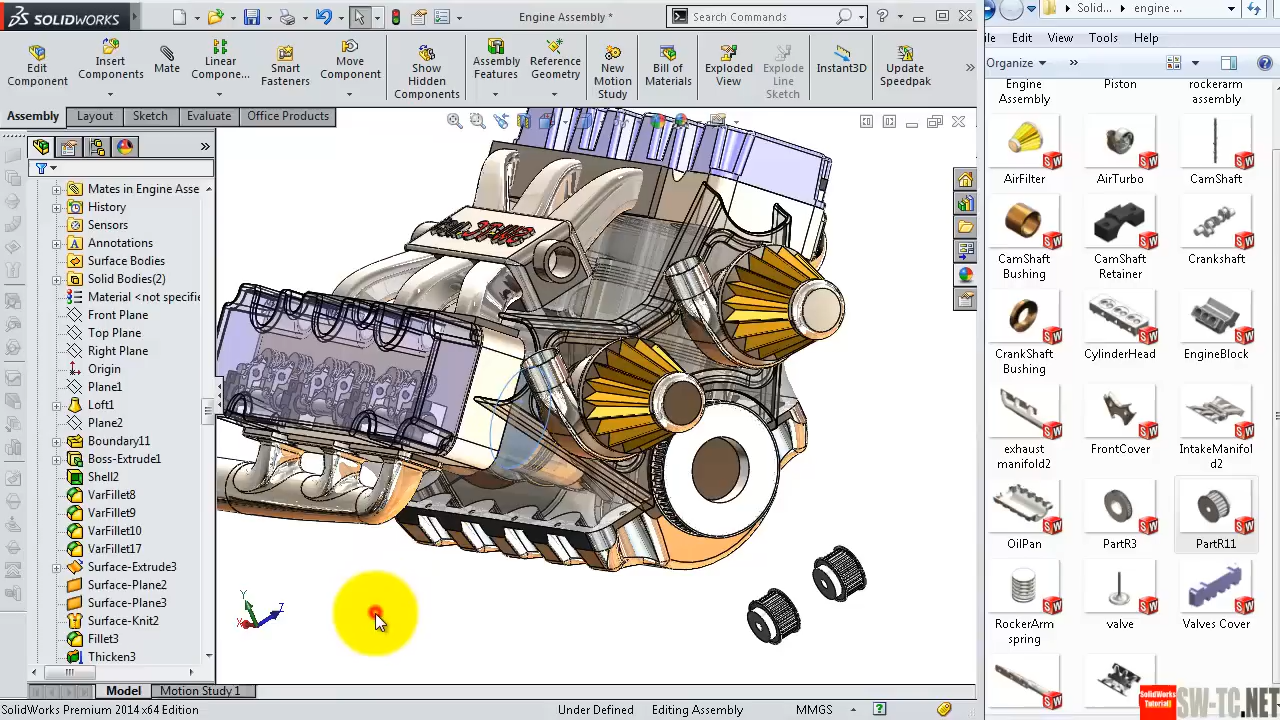 SOLIDWORKS
Engine Assembly *
Search Commands
Edit Component
Insert Components
Mate
Linear Compone...
Smart Fasteners
Move Component
Show Hidden Components
Assembly Features
Reference Geometry
New Motion Study
Bill of Materials
Exploded View
Explode Line Sketch
Instant3D
Update Speedpak
Assembly
Layout
Sketch
Evaluate
Office Products
Mates in Engine Asse
History
Sensors
Annotations
Surface Bodies
Solid Bodies(2)
Material <not specifie
Front Plane
Top Plane
Right Plane
Origin
Plane1
Loft1
Plane2
Boundary11
Boss-Extrude1
Shell2
VarFillet8
VarFillet9
VarFillet10
VarFillet17
Surface-Extrude3
Surface-Plane2
Surface-Plane3
Surface-Knit2
Fillet3
Thicken3
Y
Z
X
Model
Motion Study 1
SolidWorks Premium 2014 x64 Edition
Under Defined
Editing Assembly
MMGS
Solid...
engine ...
ile
Edit
View
Tools
Help
Organize
Engine Assembly
Piston
rockerarm assembly
AirFilter
AirTurbo
CamShaft
CamShaft Bushing
CamShaft Retainer
Crankshaft
CrankShaft Bushing
CylinderHead
EngineBlock
exhaust manifold2
FrontCover
IntakeManifol d2
OilPan
PartR3
PartR11
RockerArm spring
valve
Valves Cover
SolidWorks Tutorial
SW-TC.NET